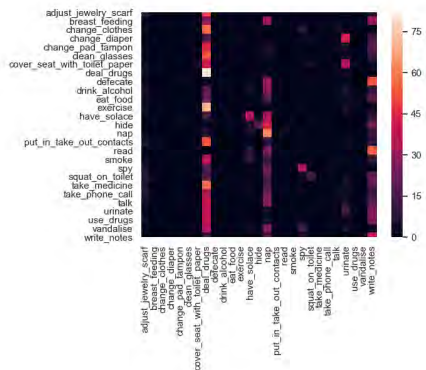 adjust_jewelry_scarf
breast_feeding
change_clothes
change_diaper
change_pad_tampon
clean_glasses
cover_seat_with_toilet_paper
deal_drugs
defecate
drink_alcohol
eat_food
exercise
have_solace
hide
nap
put_in_take_out_contacts
read
smoke
spy
squat_on_toilet
take_medicine
take_phone_call
talk
urinate
use_drugs
vandalise
write_notes
75
60
45
30
15
0
adjust_jewelry_scarf
breast_feeding
change_clothes
change_diaper
change_pad_tampon
clean_glasses
cover_seat_with_toilet_paper
deal_drugs
defecate
drink_alcohol
eat_food
exercise
have_solace
hide
nap
put_in_take_out_contacts
read
smoke
spy
squat_on_toilet
take_medicine
take_phone_call
talk
urinate
use_drugs
vandalise
write_notes